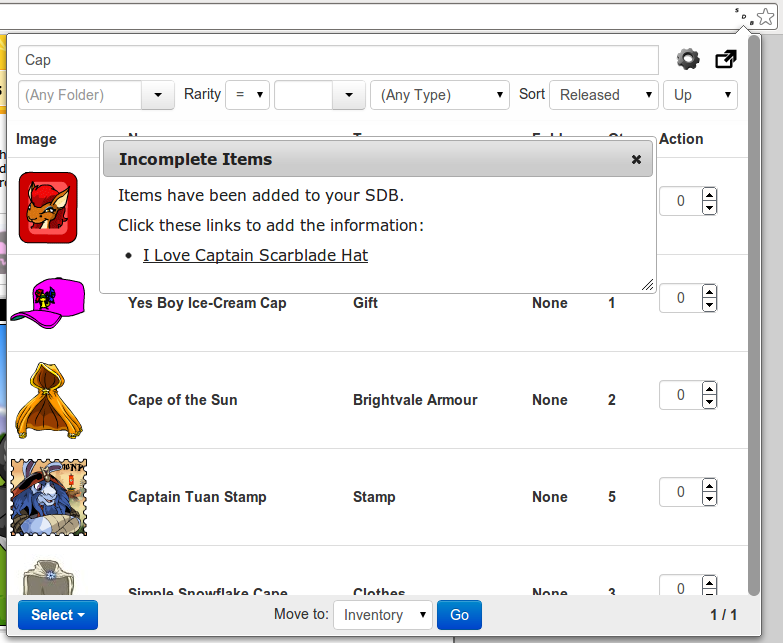 S
D
B
Cap
(Any Folder) Rarity = (Any Type) Sort Released Up
Image Action
Incomplete Items ×
Items have been added to your SDB.
Click these links to add the information:
• I Love Captain Scarblade Hat
0
Yes Boy Ice-Cream Cap Gift None 1 0
Cape of the Sun Brightvale Armour None 2 0
Captain Tuan Stamp Stamp None 5 0
Simple Snowflake Cape Clothes None 3 0
Select Move to: Inventory Go 1 / 1